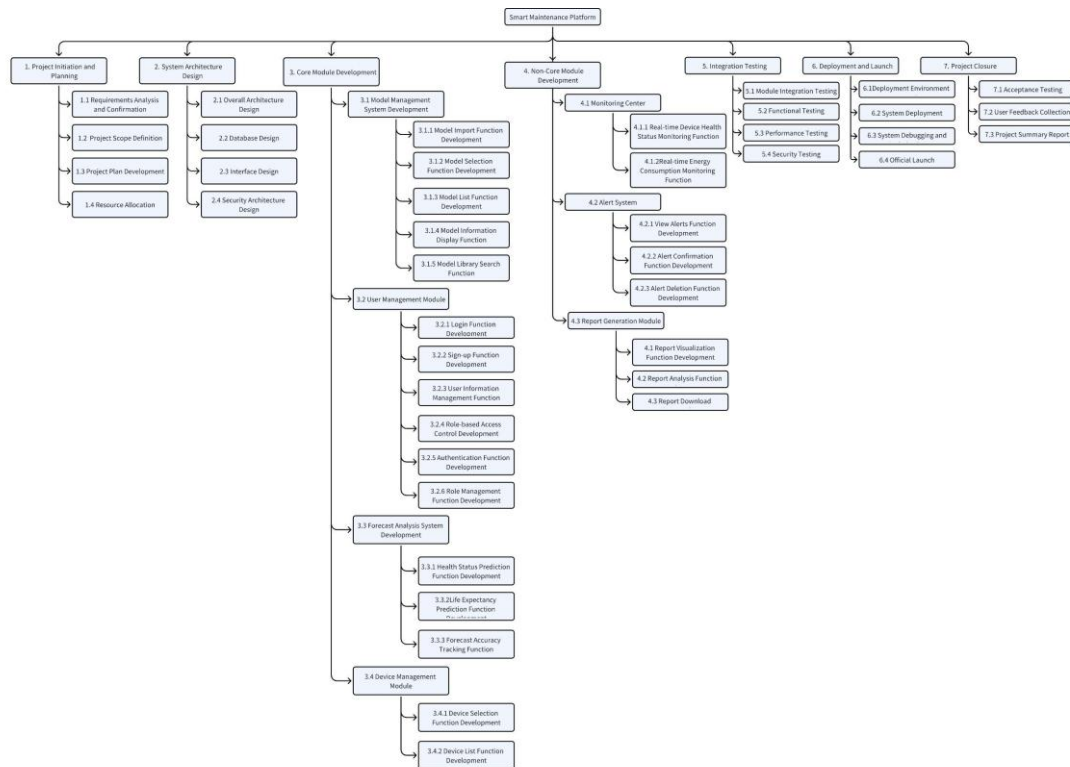 Smart Maintenance Platform
1. Project Initiation and
Planning
1.1 Requirements Analysis
and Confirmation
1.2 Project Scope Definition
1.3 Project Plan Development
1.4 Resource Allocation
2. System Architecture
Design
2.1 Overall Architecture
Design
2.2 Database Design
2.3 Interface Design
2.4 Security Architecture
Design
3. Core Module Development
3.1 Model Management
System Development
3.1.1 Model Import Function
Development
3.1.2 Model Selection
Function Development
3.1.3 Model List Function
Development
3.1.4 Model Information
Display Function
3.1.5 Model Library Search
Function
3.2 User Management Module
3.2.1 Login Function
Development
3.2.2 Sign-up Function
Development
3.2.3 User Information
Management Function
3.2.4 Role-based Access
Control Development
3.2.5 Authentication Function
Development
3.2.6 Role Management
Function Development
3.3 Forecast Analysis System
Development
3.3.1 Health Status Prediction
Function Development
3.3.2Life Expectancy
Prediction Function
Development
3.3.3 Forecast Accuracy
Tracking Function
3.4 Device Management
Module
3.4.1 Device Selection
Function Development
3.4.2 Device List Function
Development
4. Non-Core Module
Development
4.1 Monitoring Center
4.1.1 Real-time Device Health
Status Monitoring Function
4.1.2Real-time Energy
Consumption Monitoring
Function
4.2 Alert System
4.2.1 View Alerts Function
Development
4.2.2 Alert Confirmation
Function Development
4.2.3 Alert Deletion Function
Development
4.3 Report Generation Module
4.1 Report Visualization
Function Development
4.2 Report Analysis Function
4.3 Report Download
5. Integration Testing
5.1 Module Integration Testing
5.2 Functional Testing
5.3 Performance Testing
5.4 Security Testing
6. Deployment and Launch
6.1Deployment Environment
6.2 System Deployment
6.3 System Debugging and
6.4 Official Launch
7. Project Closure
7.1 Acceptance Testing
7.2 User Feedback Collection
7.3 Project Summary Report